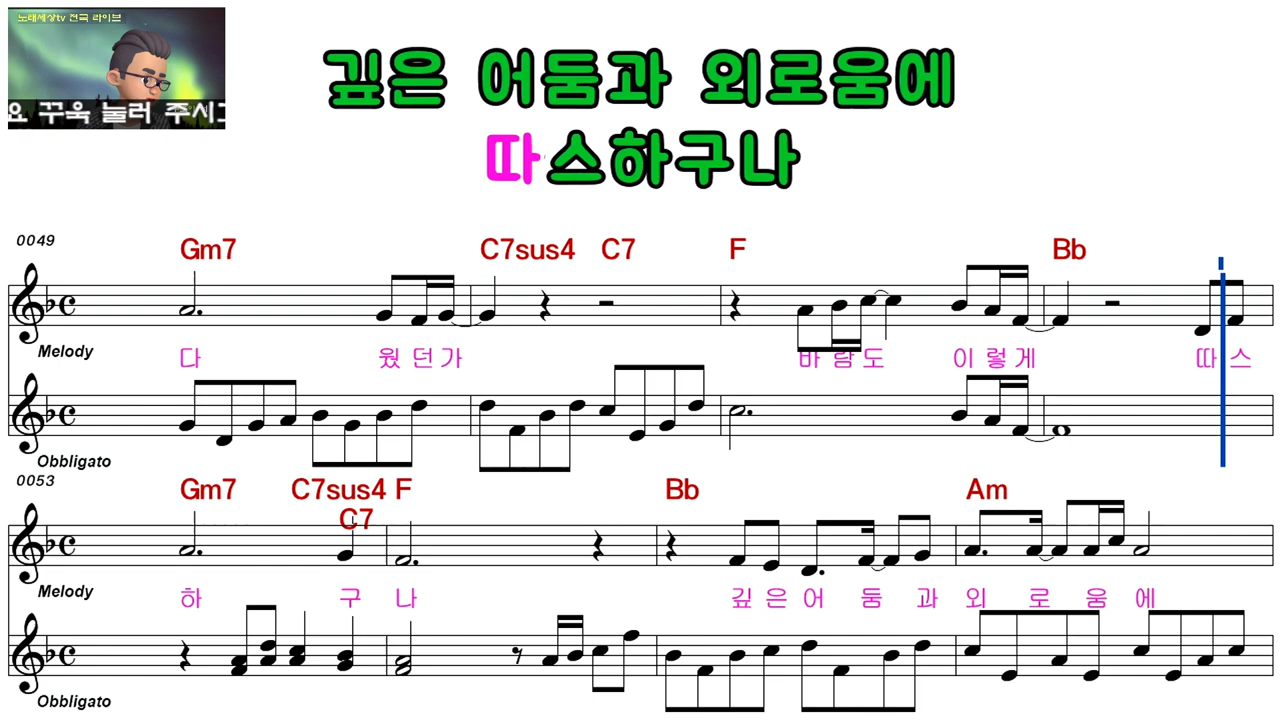 노래세상tv 전국 라이브
요 꾸욱 눌러 주시고
깊은 어둠과 외로움에
따스하구나
0049
Gm7 C7sus4 C7 F Bb
Melody
다 웠던가 바람도 이렇게 따스
Obbligato
0053
Gm7 C7sus4 F Bb Am
C7
Melody
하 구 나 깊은어 둠 과 외 로 움 에
Obbligato